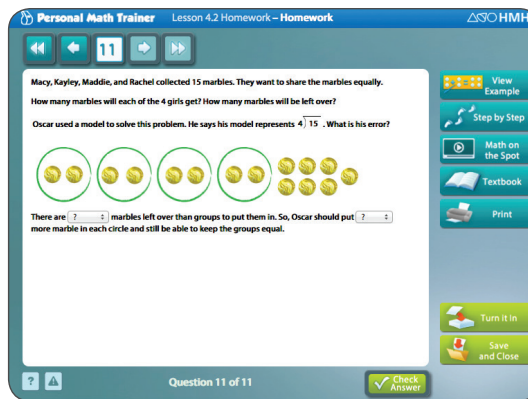 Personal Math Trainer Lesson 4.2 Homework – Homework HMH
11
Macy, Kayley, Maddie, and Rachel collected 15 marbles. They want to share the marbles equally.
How many marbles will each of the 4 girls get? How many marbles will be left over?
Oscar used a model to solve this problem. He says his model represents 4)15 . What is his error?
There are ? marbles left over than groups to put them in. So, Oscar should put ?
more marble in each circle and still be able to keep the groups equal.
View
Example
Step by Step
Math on
the Spot
Textbook
Print
Turn It In
Save
and Close
? Question 11 of 11 Check
Answer